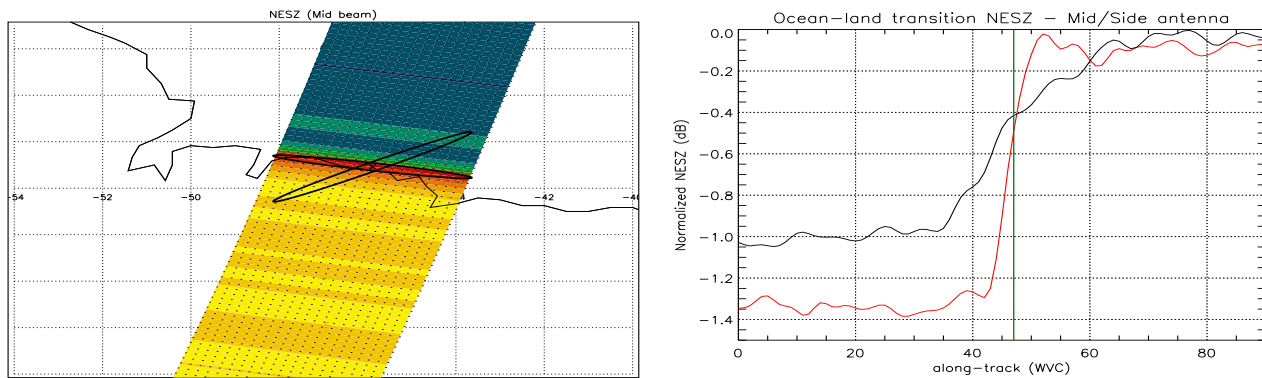 NESZ (Mid beam)
-54 -52 -50 -42 -40
Ocean-land transition NESZ - Mid/Side antenna
Normalized NESZ (dB)
0.0
-0.2
-0.4
-0.6
-0.8
-1.0
-1.2
-1.4
0 20 40 60 80
along-track (WVC)